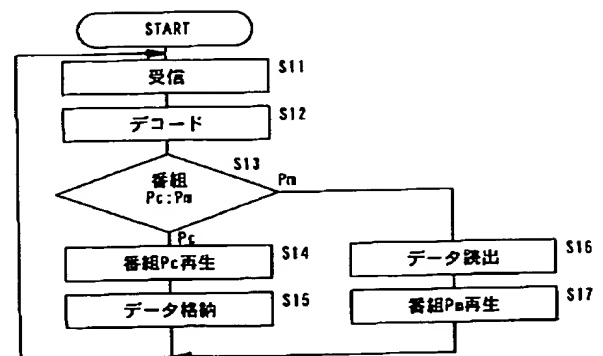 START
受信 S11
デコード S12
番組 S13
Pc:Pm Pm
Pc
番組Pc再生 S14
データ格納 S15
データ読出 S16
番組Pm再生 S17